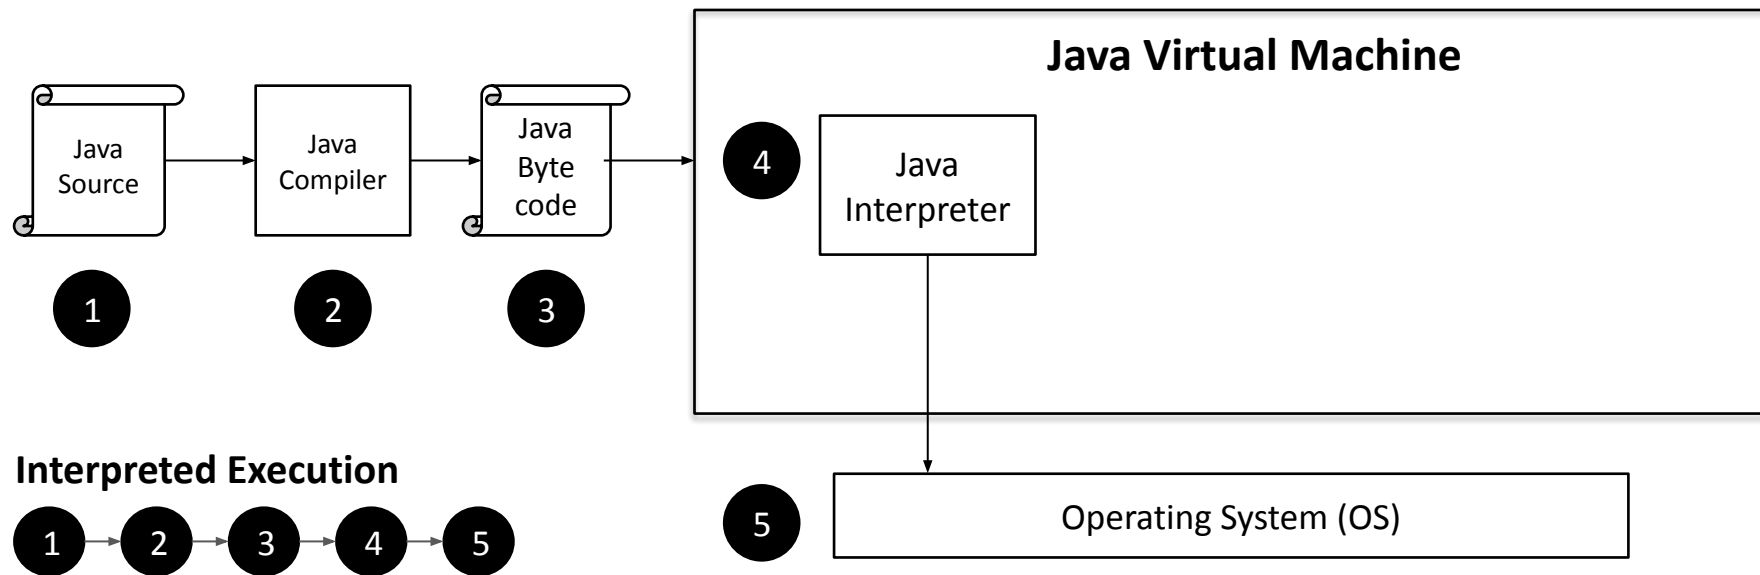 Java Virtual Machine
Java
Source
Java
Compiler
Java
Byte
code
4
Java
Interpreter
1
2
3
Interpreted Execution
1
2
3
4
5
5
Operating System (OS)